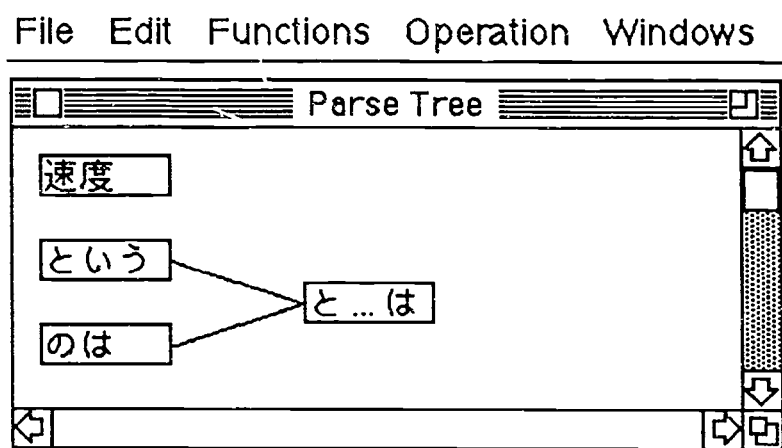 File Edit Functions Operation Windows
Parse Tree
速度
という
と...は
のは